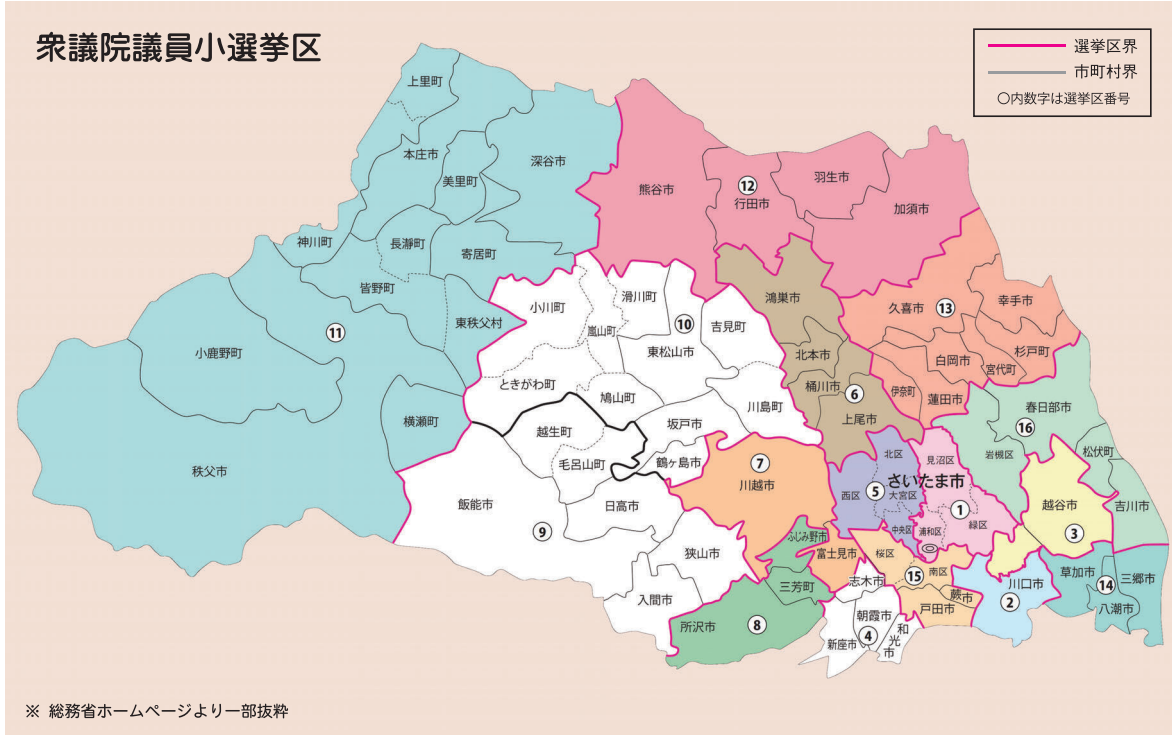 衆議院議員小選挙区
選挙区界
市町村界
○内数字は選挙区番号
上里町
本庄市
美里町
深谷市
神川町
長瀞町
寄居町
皆野町
東秩父村
⑪
小鹿野町
横瀬町
秩父市
熊谷市
⑫
行田市
羽生市
加須市
鴻巣市
北本市
桶川市
⑥
上尾市
久喜市
⑬
幸手市
白岡市
宮代町
杉戸町
伊奈町
蓮田市
小川町
滑川町
嵐山町
⑩
吉見町
東松山市
ときがわ町
鳩山町
川島町
坂戸市
鶴ヶ島市
越生町
毛呂山町
飯能市
日高市
⑨
狭山市
入間市
⑦
川越市
ふじみ野市
富士見市
三芳町
所沢市
⑧
北区
見沼区
さいたま市
西区
⑤
大宮区
中央区
浦和区
①
緑区
◎
岩槻区
春日部市
⑯
松伏町
吉川市
越谷市
③
桜区
⑮
南区
蕨市
戸田市
川口市
②
草加市
⑭
三郷市
八潮市
志木市
朝霞市
④
新座市
和光市
※ 総務省ホームページより一部抜粋